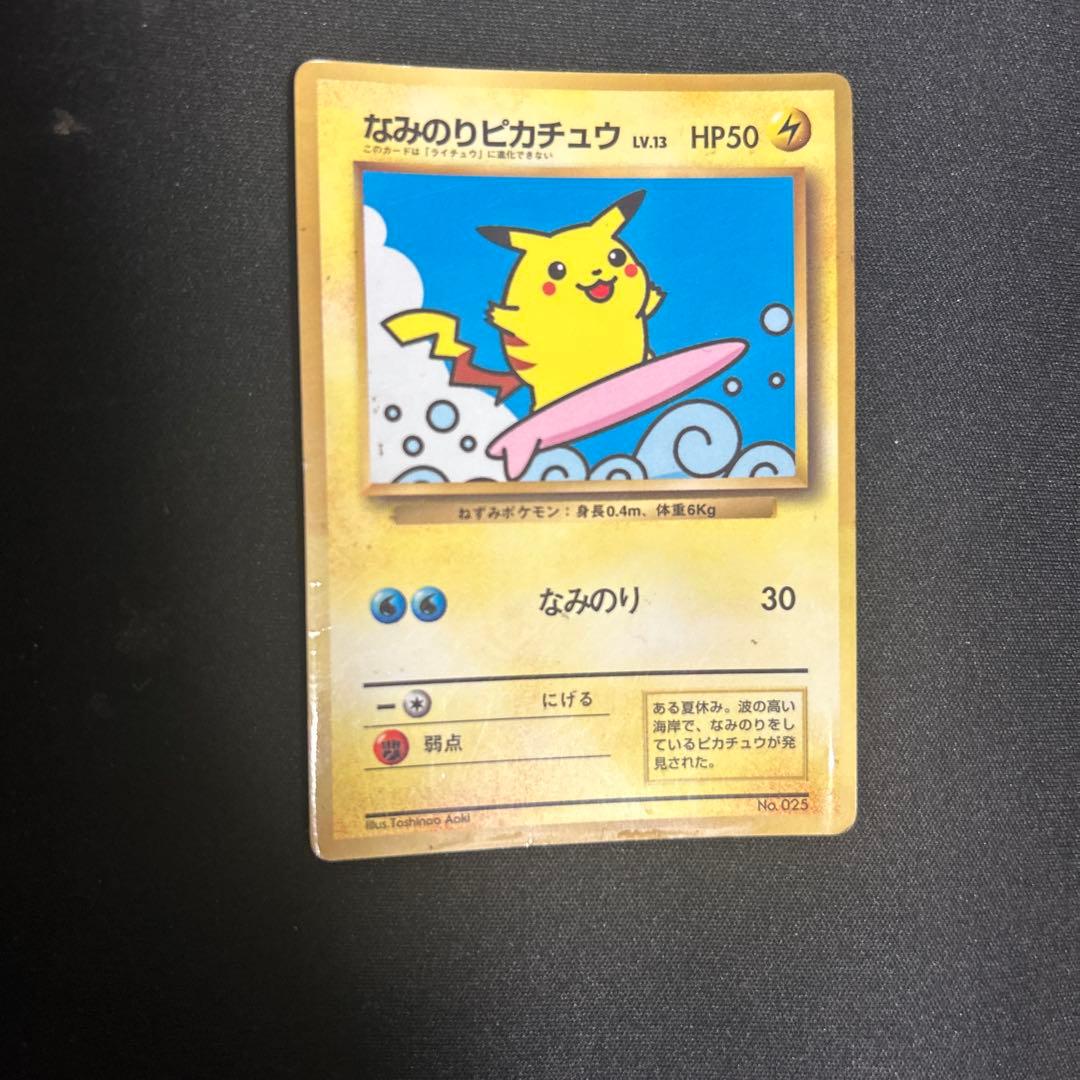 なみのりピカチュウ LV.13 HP50
このカードは「ライチュウ」に進化できない
ねずみポケモン：身長0.4m、体重6Kg
なみのり 30
にげる
弱点
ある夏休み。波の高い
海岸で、なみのりをし
ているピカチュウが発
見された。
No. 025
Illus. Toshinao Aoki